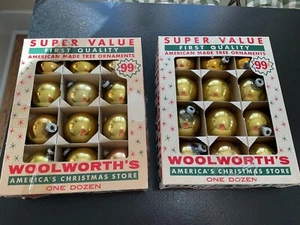 SUPER VALUE
FIRST QUALITY
AMERICAN MADE TREE ORNAMENTS
99
WOOLWORTH'S
AMERICA'S CHRISTMAS STORE
ONE DOZEN
SUPER VALUE
FIRST QUALITY
AMERICAN MADE TREE ORNAMENTS
99
WOOLWORTH'S
AMERICA'S CHRISTMAS STORE
ONE DOZEN